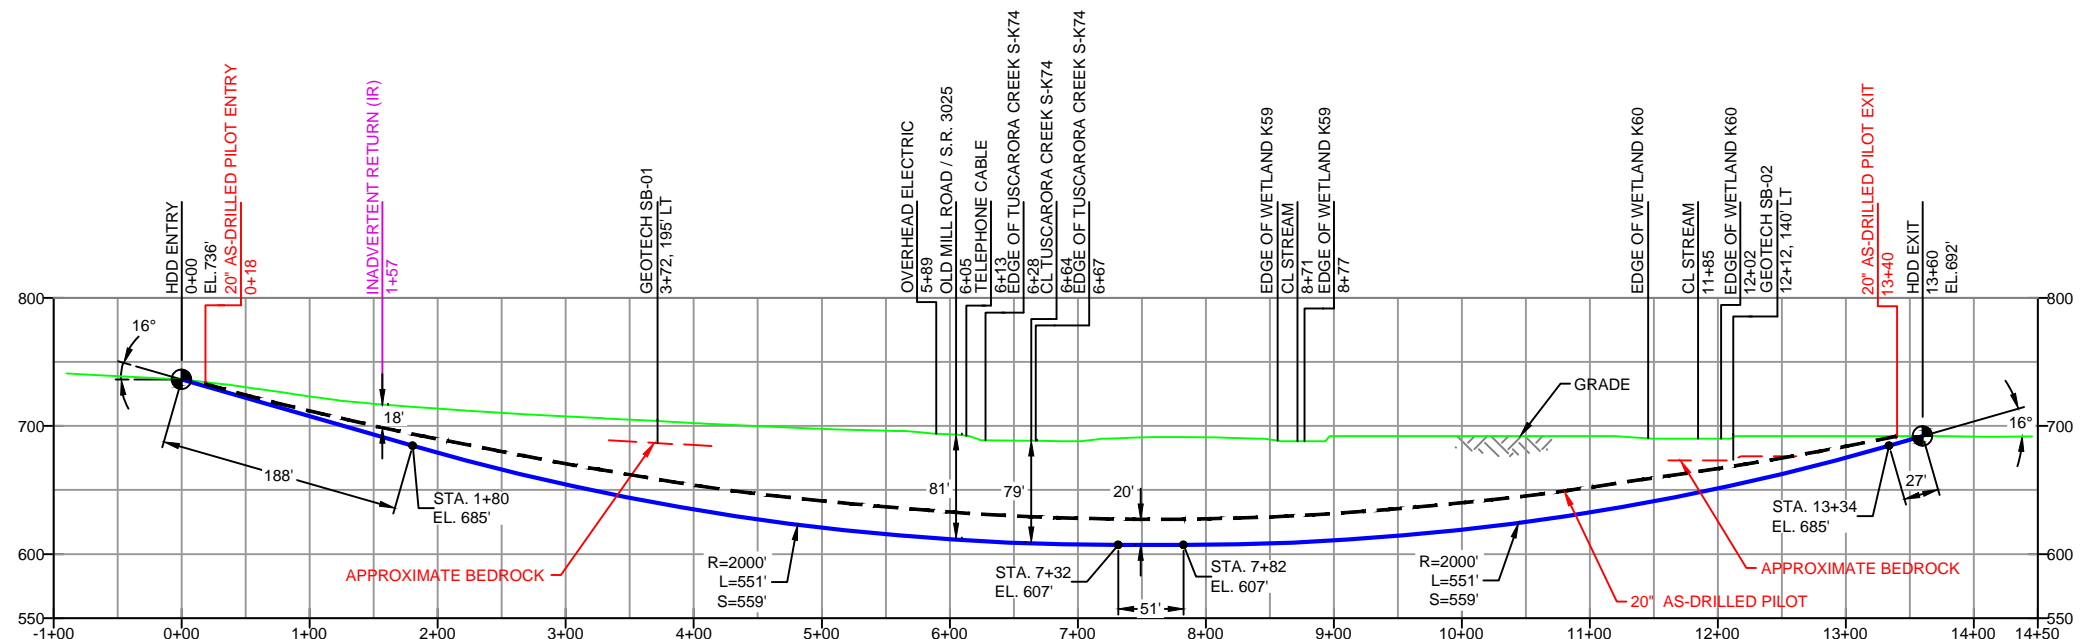 HDD ENTRY
0+00
EL.736'
20" AS-DRILLED PILOT ENTRY
0+18
INADVERTENT RETURN (IR)
1+57
GEOTECH SB-01
3+72, 195' LT
OVERHEAD ELECTRIC
5+89
OLD MILL ROAD / S.R. 3025
6+05
TELEPHONE CABLE
6+13
EDGE OF TUSCARORA CREEK S-K74
6+28
CL TUSCARORA CREEK S-K74
6+64
EDGE OF TUSCARORA CREEK S-K74
6+67
EDGE OF WETLAND K59
CL STREAM
8+71
EDGE OF WETLAND K59
8+77
EDGE OF WETLAND K60
CL STREAM
11+85
EDGE OF WETLAND K60
12+02
GEOTECH SB-02
12+12, 140' LT
20" AS-DRILLED PILOT EXIT
13+40
HDD EXIT
13+60
EL.692'
800
800
16°
GRADE
16°
700
18'
700
188'
81'
79'
20'
27'
STA. 1+80
EL. 685'
STA. 13+34
EL. 685'
600
600
R=2000'
L=551'
S=559'
APPROXIMATE BEDROCK
STA. 7+32
EL. 607'
STA. 7+82
EL. 607'
R=2000'
L=551'
S=559'
APPROXIMATE BEDROCK
20" AS-DRILLED PILOT
51'
550
550
-1+00
0+00
1+00
2+00
3+00
4+00
5+00
6+00
7+00
8+00
9+00
10+00
11+00
12+00
13+00
14+00
14+50